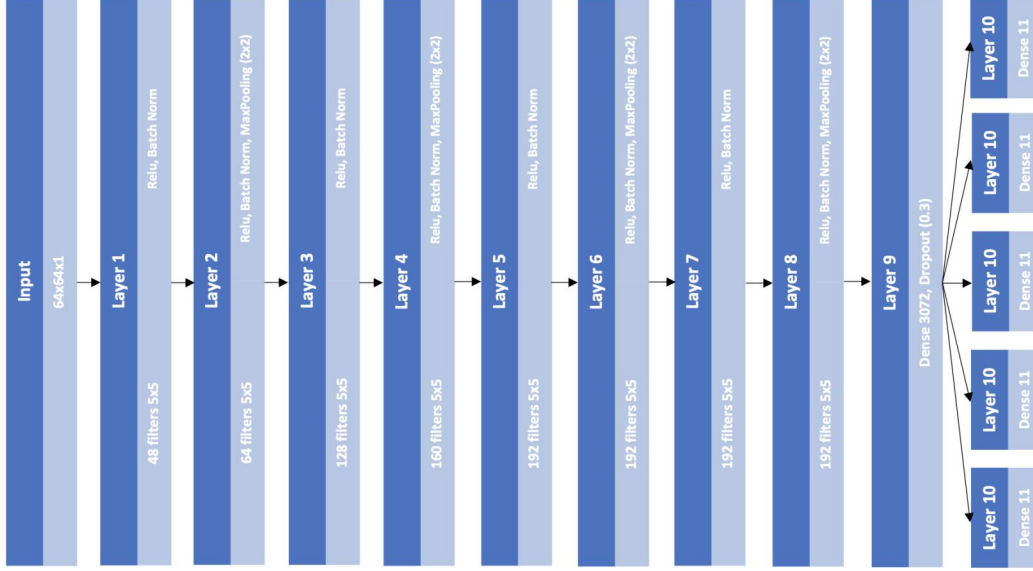 Input
64x64x1
Layer 1
48 filters 5x5 Relu, Batch Norm
Layer 2
64 filters 5x5 Relu, Batch Norm, MaxPooling (2x2)
Layer 3
128 filters 5x5 Relu, Batch Norm
Layer 4
160 filters 5x5 Relu, Batch Norm, MaxPooling (2x2)
Layer 5
192 filters 5x5 Relu, Batch Norm
Layer 6
192 filters 5x5 Relu, Batch Norm, MaxPooling (2x2)
Layer 7
192 filters 5x5 Relu, Batch Norm
Layer 8
192 filters 5x5 Relu, Batch Norm, MaxPooling (2x2)
Layer 9
Dense 3072, Dropout (0.3)
Layer 10 Layer 10 Layer 10 Layer 10 Layer 10
Dense 11 Dense 11 Dense 11 Dense 11 Dense 11